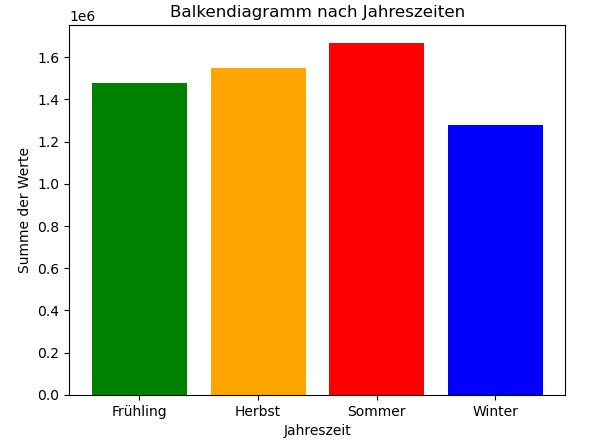 Balkendiagramm nach Jahreszeiten
1e6
Summe der Werte
1.6
1.4
1.2
1.0
0.8
0.6
0.4
0.2
0.0
Frühling Herbst Sommer Winter
Jahreszeit